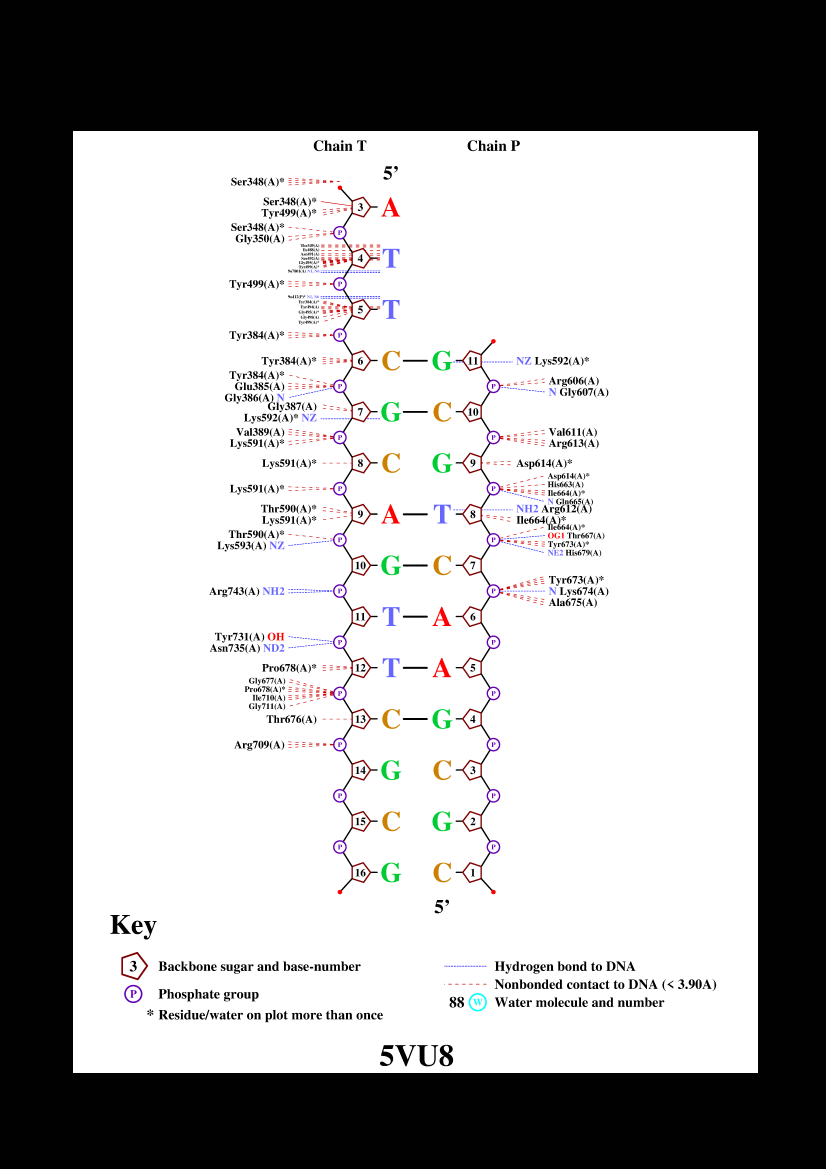 Chain T Chain P
5’
Ser348(A)*
Ser348(A)* 3 A
Tyr499(A)*
Ser348(A)* P
Gly350(A)
4 T
Tyr499(A)* P
5 T
Tyr384(A)* P
Tyr384(A)* 6 C G 11 NZ Lys592(A)*
Tyr384(A)*
Glu385(A) P P Arg606(A)
Gly386(A) N N Gly607(A)
Gly387(A) 7 G C 10
Lys592(A)* NZ
Val389(A) P P Val611(A)
Lys591(A)* Arg613(A)
Lys591(A)* 8 C G 9 Asp614(A)*
Asp614(A)*
His663(A)
Lys591(A)* P P Ile664(A)*
N Gln665(A)
Thr590(A)* 9 A T 8 NH2 Arg612(A)
Lys591(A)* Ile664(A)*
Ile664(A)*
Thr590(A)* P P OG1 Thr667(A)
Lys593(A) NZ Tyr673(A)*
NE2 His679(A)
10 G C 7
Tyr673(A)*
Arg743(A) NH2 P P N Lys674(A)
Ala675(A)
11 T A 6
Tyr731(A) OH P P
Asn735(A) ND2
Pro678(A)* 12 T A 5
Gly677(A)
Pro678(A)* P P
Ile710(A)
Gly711(A)
Thr676(A) 13 C G 4
Arg709(A) P P
14 G C 3
P P
15 C G 2
P P
16 G C 1
5’
Key
3 Backbone sugar and base-number Hydrogen bond to DNA
Nonbonded contact to DNA (< 3.90A)
P Phosphate group 88 W Water molecule and number
* Residue/water on plot more than once
5VU8